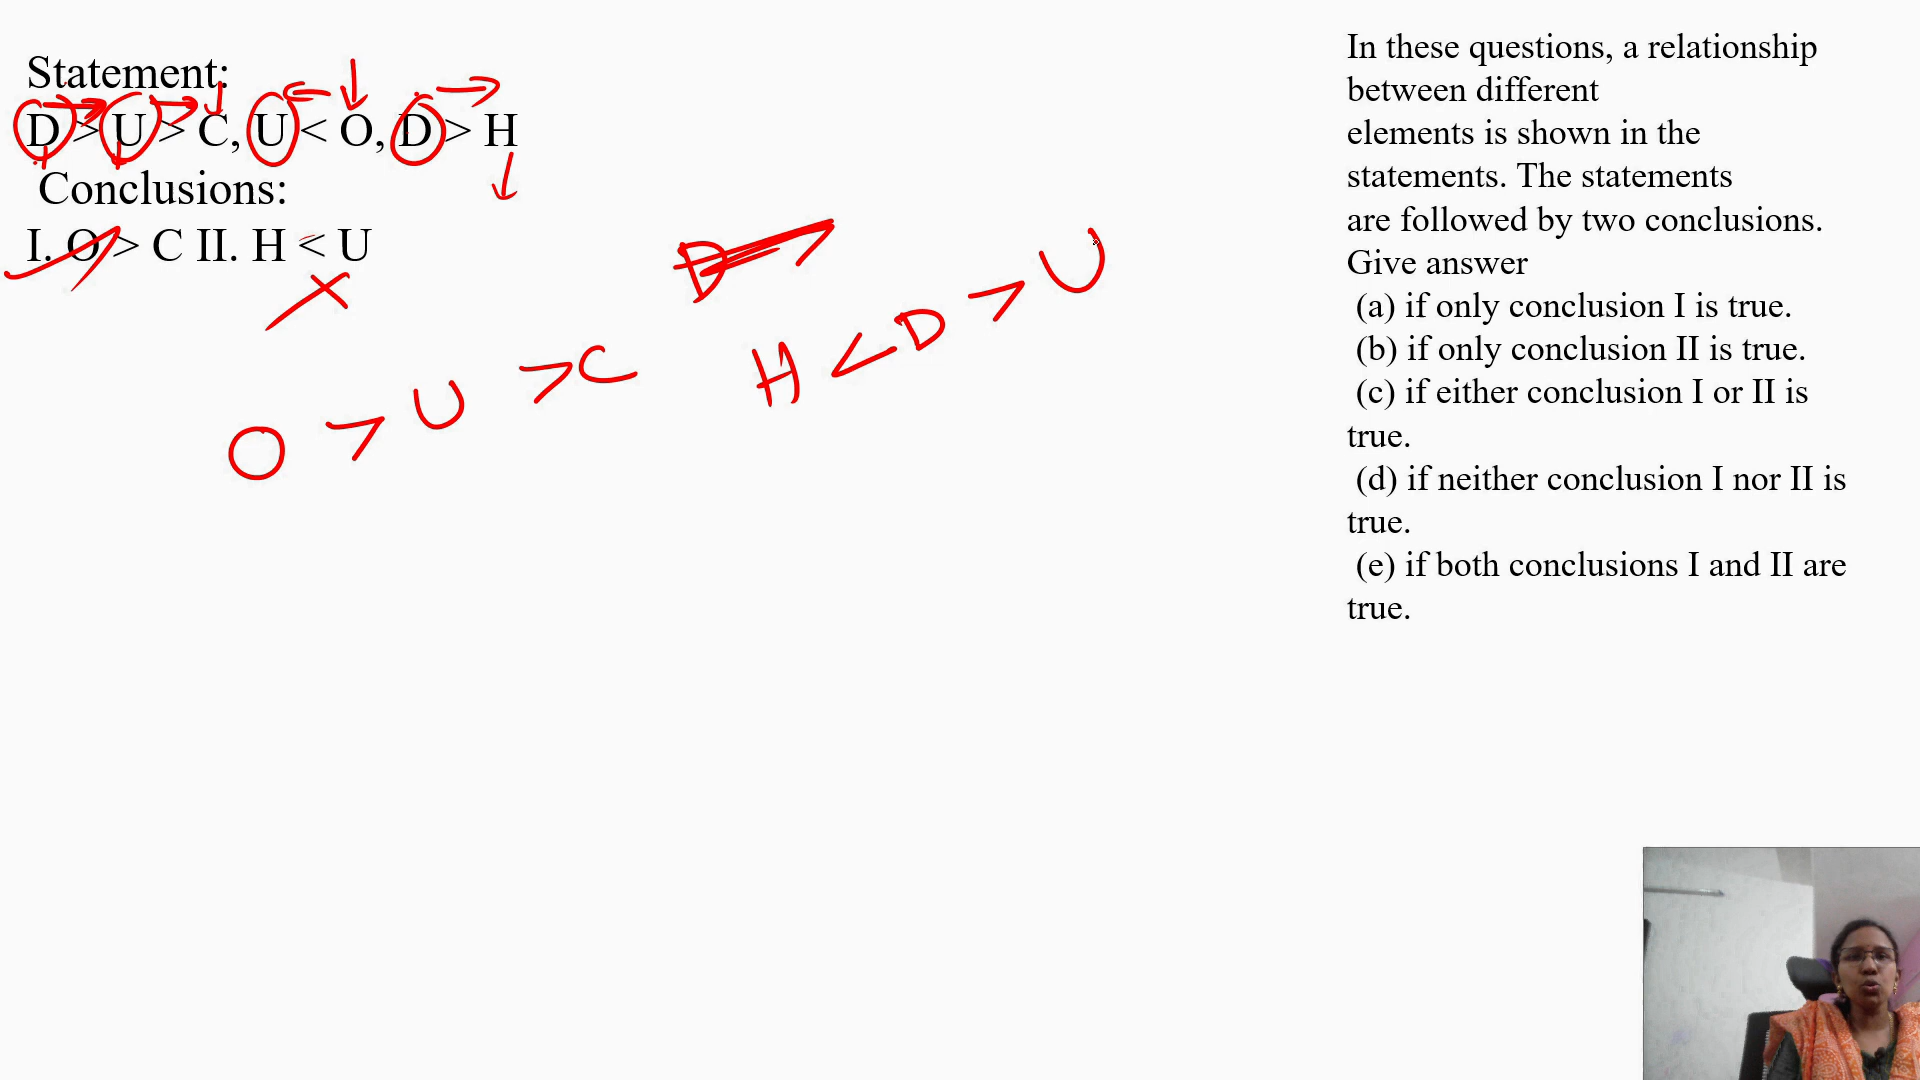 Statement:
D > U > C, U < O, D > H
Conclusions:
I. O > C II. H < U
D
H < D > U
O > U > C
In these questions, a relationship
between different
elements is shown in the
statements. The statements
are followed by two conclusions.
Give answer
(a) if only conclusion I is true.
(b) if only conclusion II is true.
(c) if either conclusion I or II is
true.
(d) if neither conclusion I nor II is
true.
(e) if both conclusions I and II are
true.